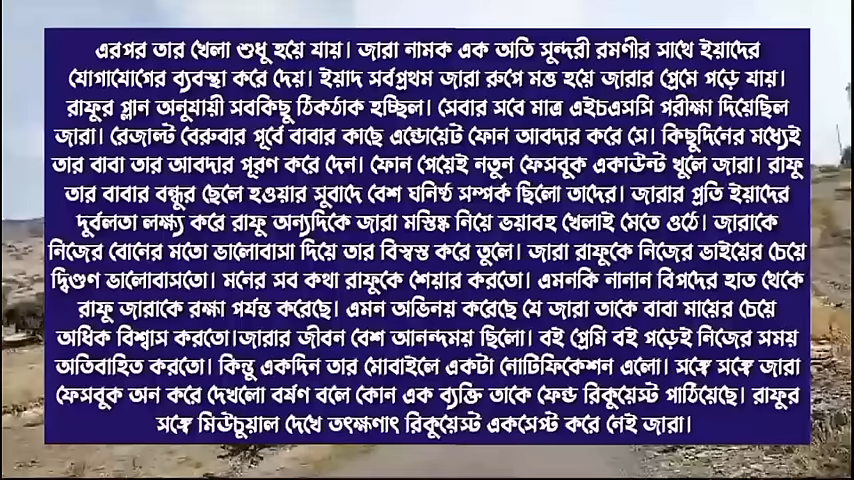 এরপর তার খেলা শুধু হয়ে যায়। জারা নামক এক অতি সুন্দরী রমণীর সাথে ইয়াদের
যোগাযোগের ব্যবস্থা করে দেয়। ইয়াদ সর্বপ্রথম জারা রুপে মত্ত হয়ে জারার প্রেমে পড়ে যায়।
রাফুর প্লান অনুযায়ী সবকিছু ঠিকঠাক হচ্ছিল। সেবার সবে মাত্র এইচএসসি পরীক্ষা দিয়েছিল
জারা। রেজাল্ট বেরুবার পূর্বে বাবার কাছে এন্ডোয়েট ফোন আবদার করে সে। কিছুদিনের মধ্যেই
তার বাবা তার আবদার পূরণ করে দেন। ফোন পেয়েই নতুন ফেসবুক একাউন্ট খুলে জারা। রাফু
তার বাবার বন্ধুর ছেলে হওয়ার সুবাদে বেশ ঘনিষ্ঠ সম্পর্ক ছিলো তাদের। জারার প্রতি ইয়াদের
দুর্বলতা লক্ষ্য করে রাফু অন্যদিকে জারা মস্তিষ্ক নিয়ে ভয়াবহ খেলাই মেতে ওঠে। জারাকে
নিজের বোনের মতো ভালোবাসা দিয়ে তার বিস্বস্ত করে তুলে। জারা রাফুকে নিজের ভাইয়ের চেয়ে
দ্বিগুণ ভালোবাসতো। মনের সব কথা রাফুকে শেয়ার করতো। এমনকি নানান বিপদের হাত থেকে
রাফু জারাকে রক্ষা পর্যন্ত করেছে। এমন অভিনয় করেছে যে জারা তাকে বাবা মায়ের চেয়ে
অধিক বিশ্বাস করতো।জারার জীবন বেশ আনন্দময় ছিলো। বই প্রেমি বই পড়েই নিজের সময়
অতিবাহিত করতো। কিন্তু একদিন তার মোবাইলে একটা নোটিফিকেশন এলো। সঙ্গে সঙ্গে জারা
ফেসবুক অন করে দেখলো বর্ষণ বলে কোন এক ব্যক্তি তাকে ফেন্ড রিকুয়েস্ট পাঠিয়েছে। রাফুর
সঙ্গে মিউচুয়াল দেখে তৎক্ষণাৎ রিকুয়েস্ট একসেপ্ট করে নেই জারা।